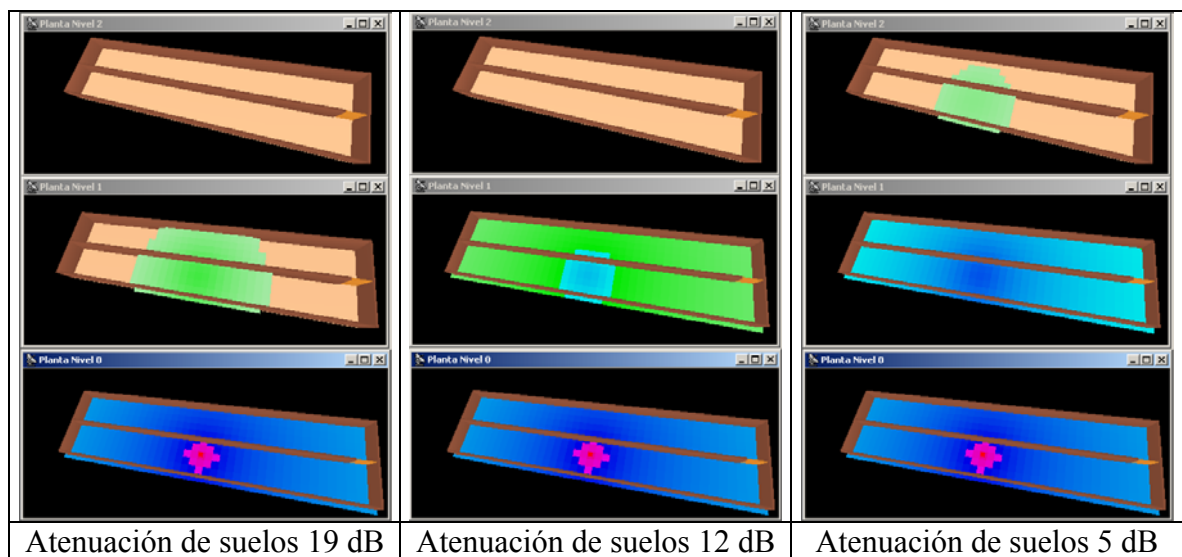 Planta Nivel 2
Planta Nivel 2
Planta Nivel 2
Planta Nivel 1
Planta Nivel 1
Planta Nivel 1
Planta Nivel 0
Planta Nivel 0
Planta Nivel 0
Atenuación de suelos 19 dB
Atenuación de suelos 12 dB
Atenuación de suelos 5 dB